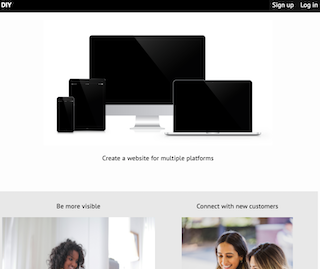 DIY
Sign up Log in
Create a website for multiple platforms
Be more visible
Connect with new customers